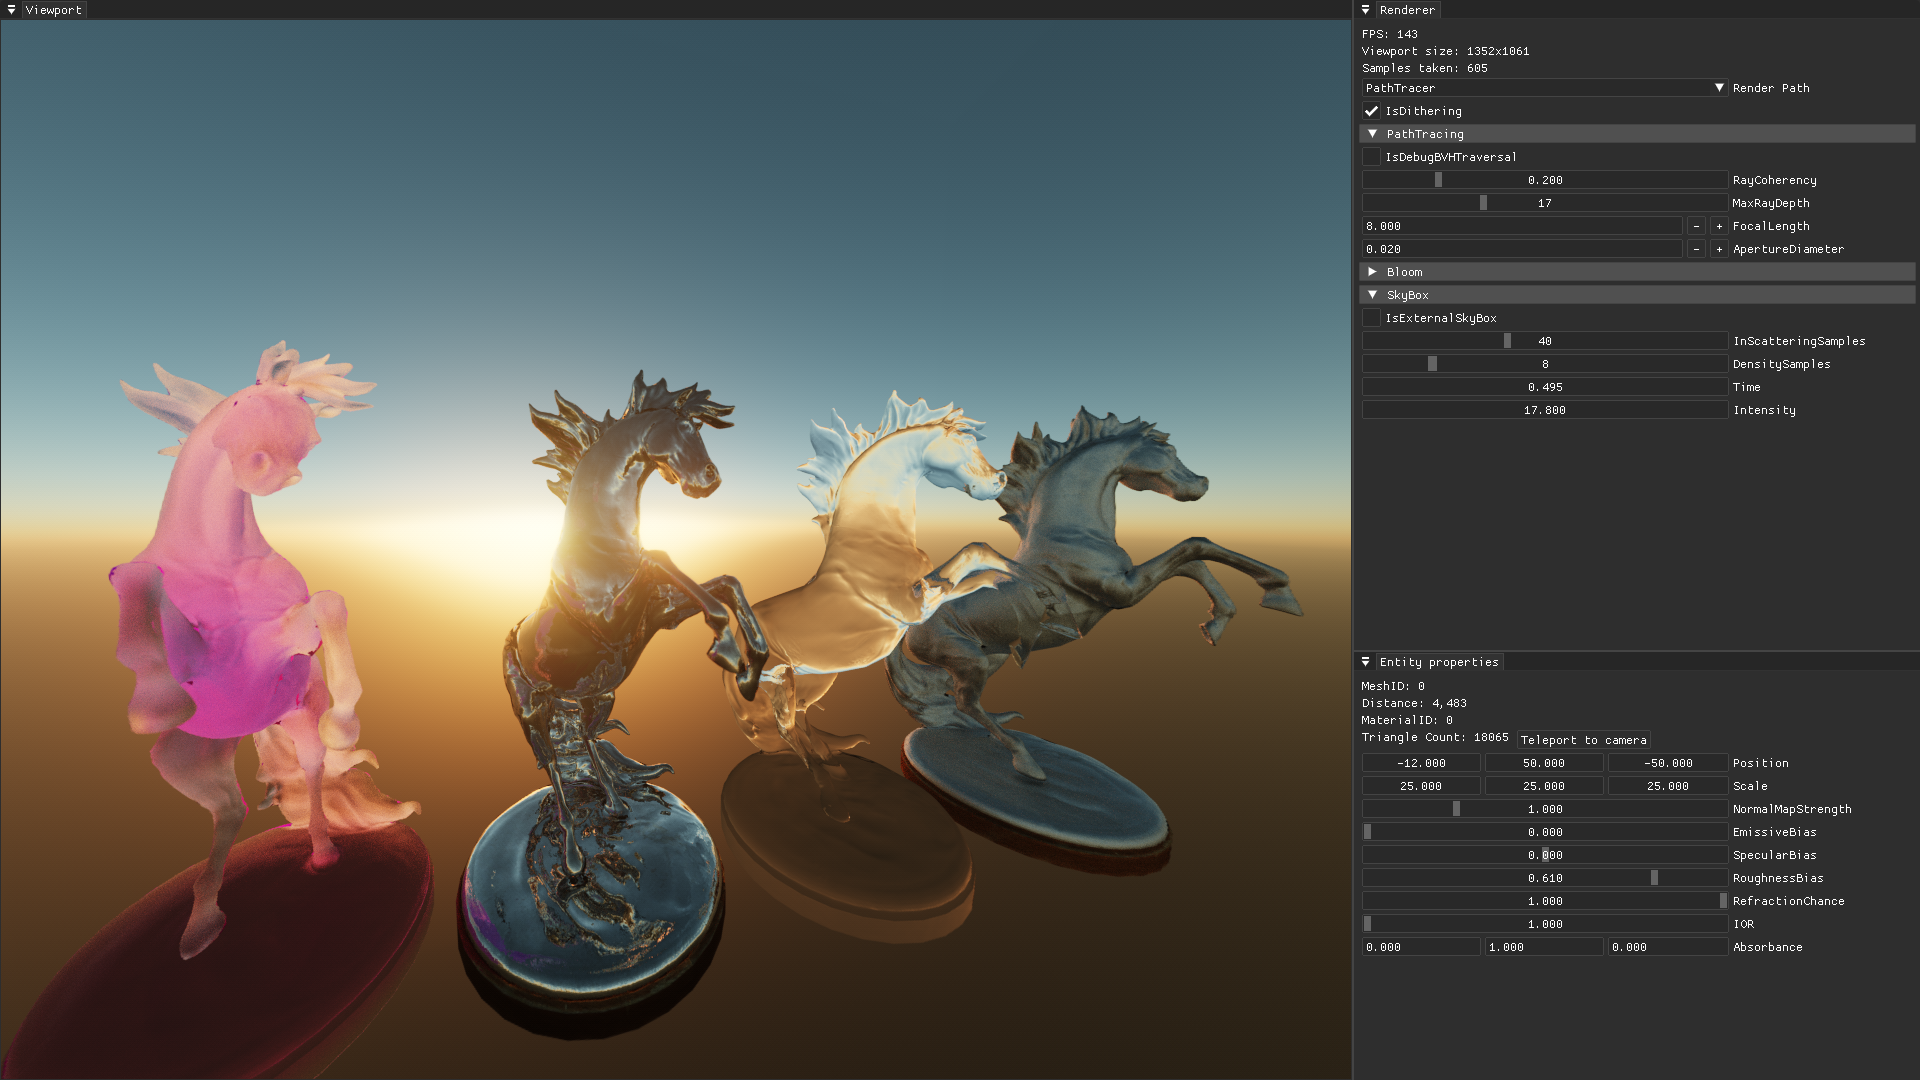 Viewport
Renderer
FPS: 143
Viewport size: 1352x1061
Samples taken: 605
PathTracer Render Path
IsDithering
PathTracing
IsDebugBVHTraversal
0.200 RayCoherency
17 MaxRayDepth
8.000 - + FocalLength
0.020 - + ApertureDiameter
Bloom
SkyBox
IsExternalSkyBox
40 InScatteringSamples
8 DensitySamples
0.495 Time
17.800 Intensity
Entity properties
MeshID: 0
Distance: 4,483
MaterialID: 0
Triangle Count: 18065 Teleport to camera
-12.000 50.000 -50.000 Position
25.000 25.000 25.000 Scale
1.000 NormalMapStrength
0.000 EmissiveBias
0.000 SpecularBias
0.610 RoughnessBias
1.000 RefractionChance
1.000 IOR
0.000 1.000 0.000 Absorbance